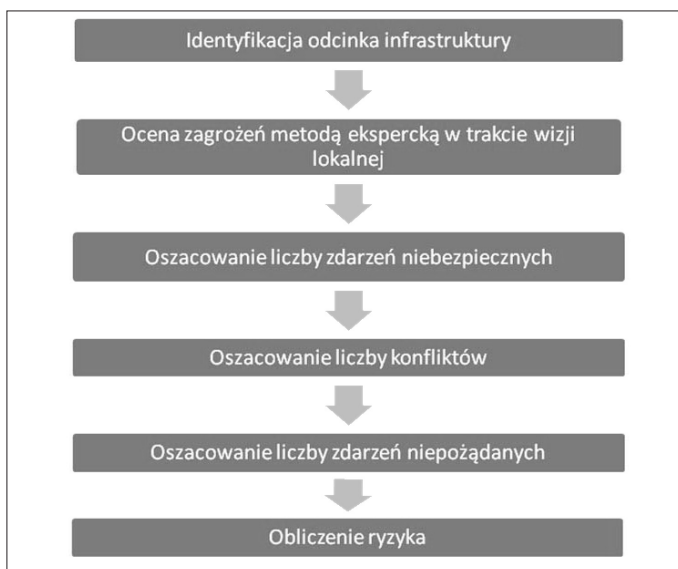 Identyfikacja odcinka infrastruktury
Ocena zagrożeń metodą ekspercką w trakcie wizji
lokalnej
Oszacowanie liczby zdarzeń niebezpiecznych
Oszacowanie liczby konfliktów
Oszacowanie liczby zdarzeń niepożądanych
Obliczenie ryzyka